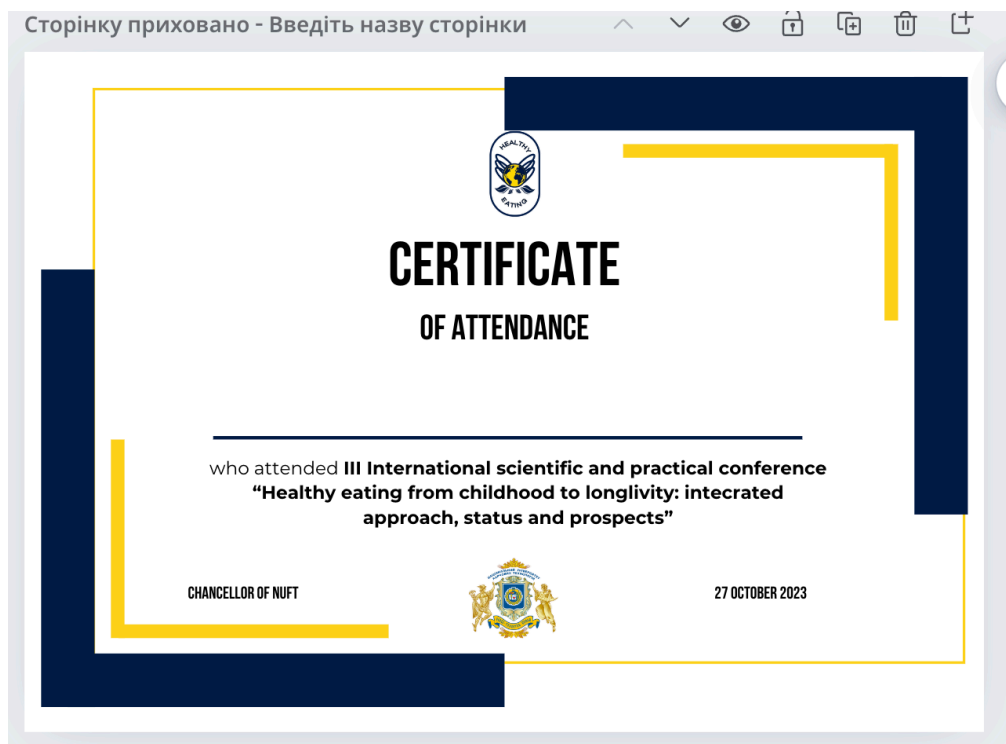 Сторінку приховано - Введіть назву сторінки
HEALTHY
EATING
CERTIFICATE
OF ATTENDANCE
who attended III International scientific and practical conference
“Healthy eating from childhood to longlivity: intecrated
approach, status and prospects”
CHANCELLOR OF NUFT
27 OCTOBER 2023